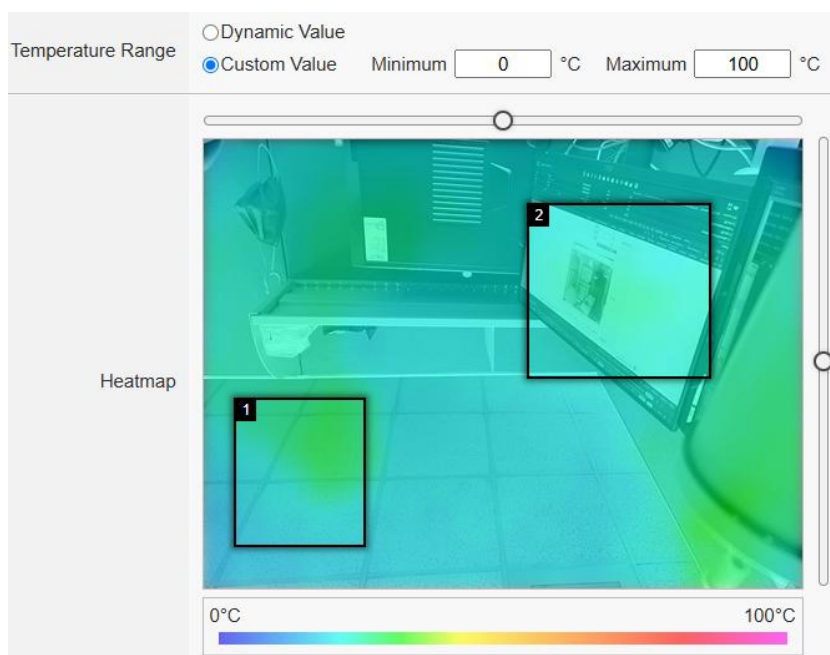 Temperature Range
Dynamic Value
Custom Value Minimum 0 °C Maximum 100 °C
Heatmap
2
1
0°C 100°C